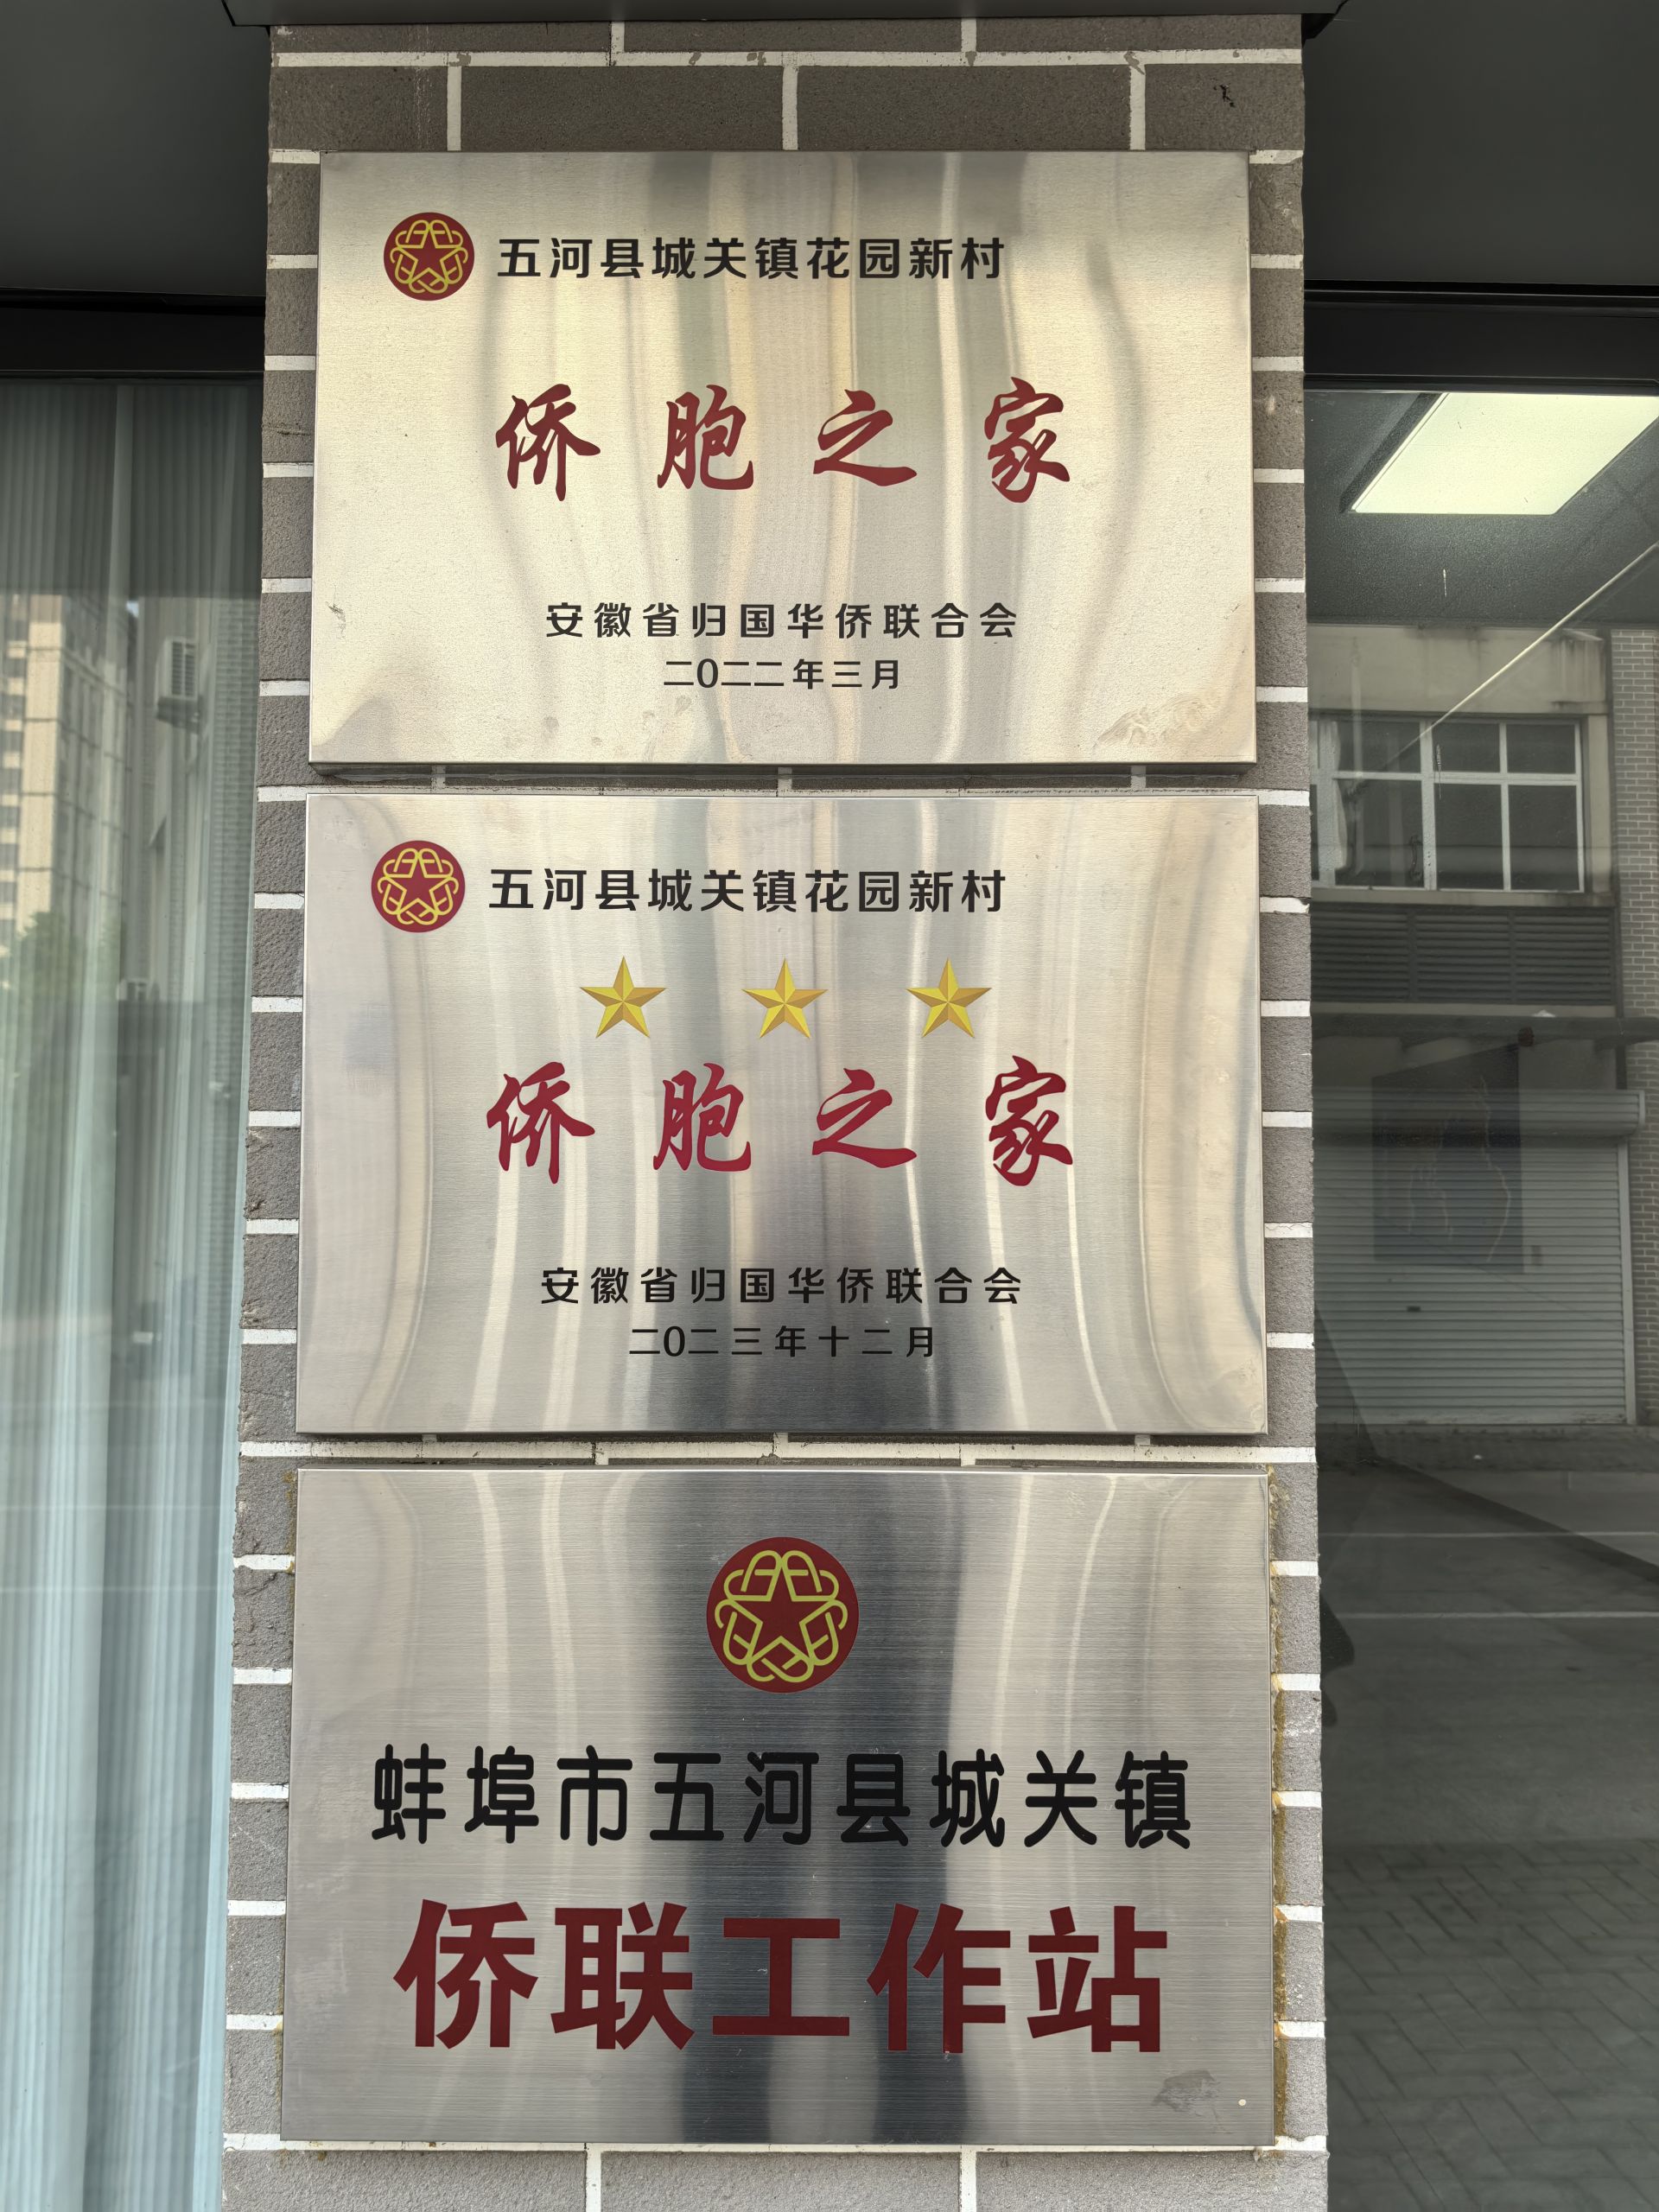 五河县城关镇花园新村
侨胞之家
安徽省归国华侨联合会
二〇二二年三月
五河县城关镇花园新村
侨胞之家
安徽省归国华侨联合会
二〇二三年十二月
蚌埠市五河县城关镇
侨联工作站